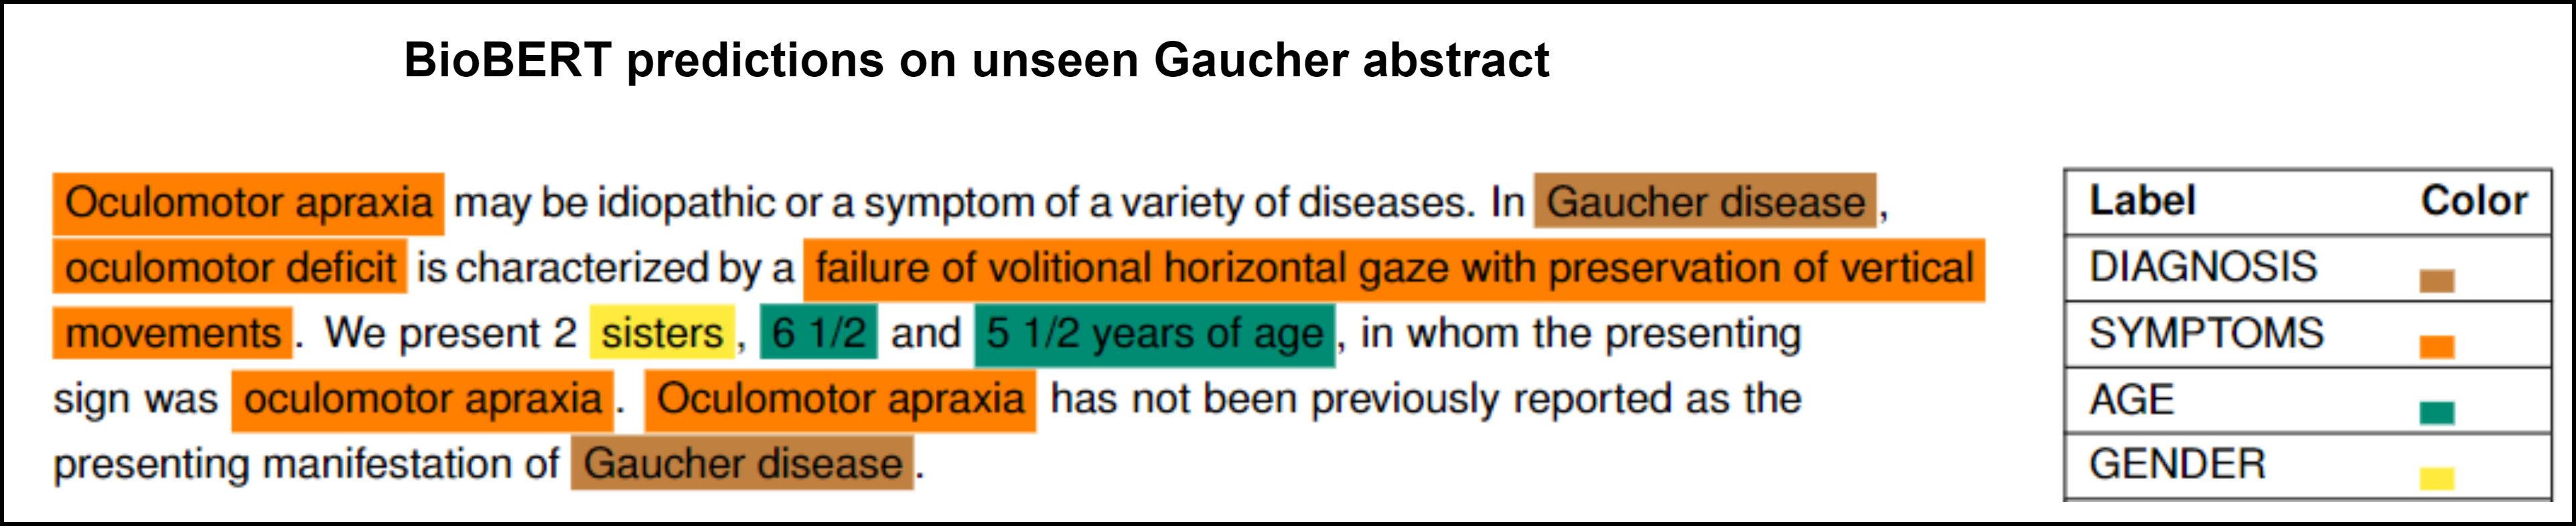 BioBERT predictions on unseen Gaucher abstract
Oculomotor apraxia may be idiopathic or a symptom of a variety of diseases. In Gaucher disease,
oculomotor deficit is characterized by a failure of volitional horizontal gaze with preservation of vertical
movements. We present 2 sisters, 6 1/2 and 5 1/2 years of age, in whom the presenting
sign was oculomotor apraxia. Oculomotor apraxia has not been previously reported as the
presenting manifestation of Gaucher disease.
Label Color
DIAGNOSIS
SYMPTOMS
AGE
GENDER